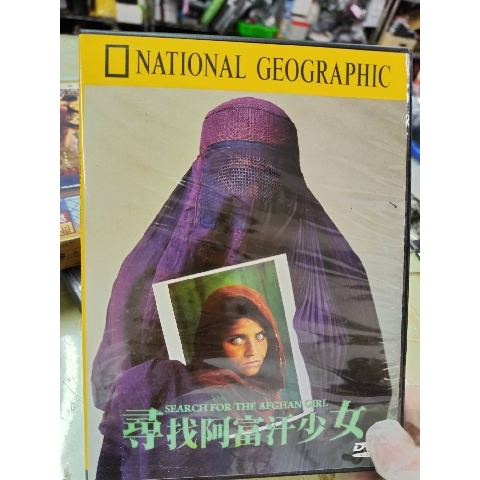 NATIONAL GEOGRAPHIC
SEARCH FOR THE AFGHAN GIRL
尋找阿富汗少女